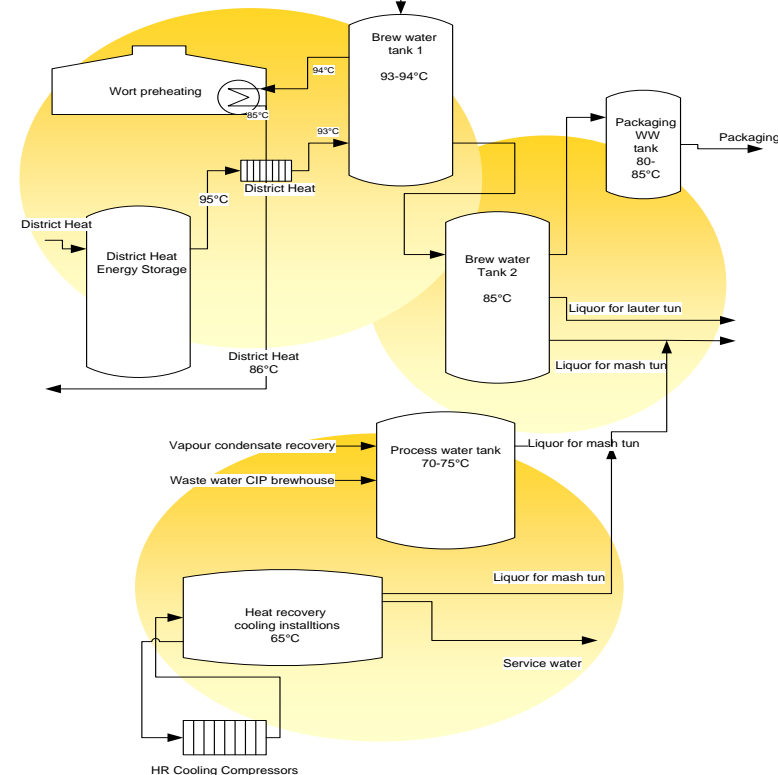 Brew water
tank 1
93-94°C
94°C
Wort preheating
85°C
Packaging
WW
tank
80-
85°C
Packaging
93°C
District Heat
95°C
District Heat
District Heat
Energy Storage
Brew water
Tank 2
85°C
Liquor for lauter tun
District Heat
86°C
Liquor for mash tun
Vapour condensate recovery
Process water tank
70-75°C
Liquor for mash tun
Waste water CIP brewhouse
Liquor for mash tun
Heat recovery
cooling installtions
65°C
Service water
HR Cooling Compressors